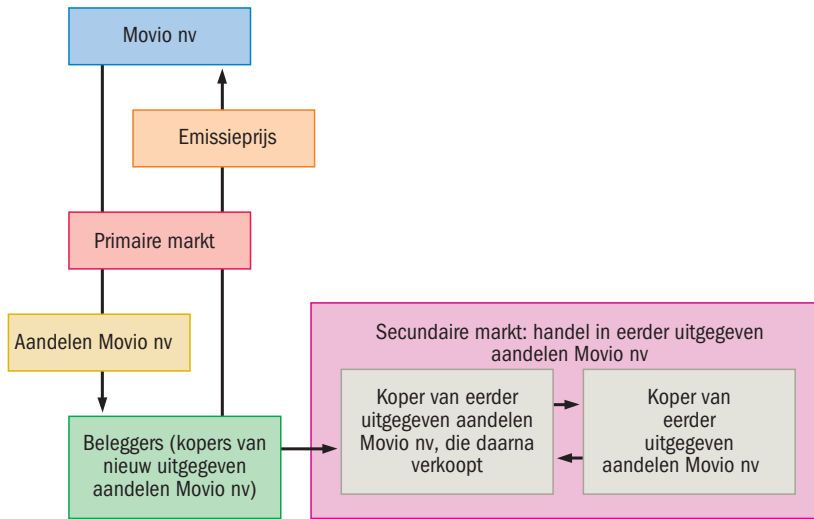 Movio nv
Emissieprijs
Primaire markt
Aandelen Movio nv
Beleggers (kopers van
nieuw uitgegeven
aandelen Movio nv)
Secundaire markt: handel in eerder uitgegeven
aandelen Movio nv
Koper van eerder
uitgegeven aandelen
Movio nv, die daarna
verkoopt
Koper van
eerder
uitgegeven
aandelen Movio nv